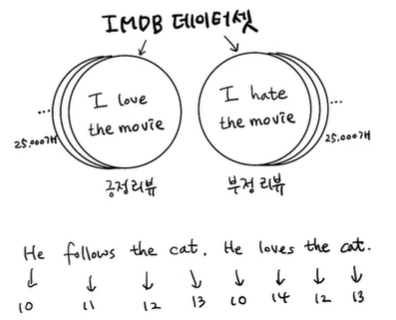 IMDB 데이터셋
I love
the movie
I hate
the movie
...
25.000개
...
25.000개
긍정리뷰
부정리뷰
He follows the cat. He loves the cat.
10 11 12 13 10 14 12 13